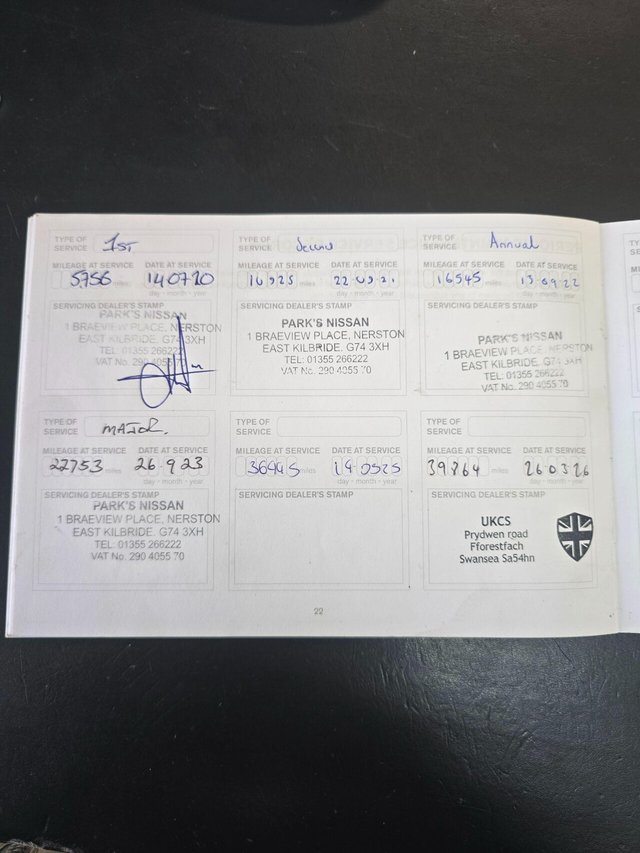 TYPE OF SERVICE 1ST
MILEAGE AT SERVICE DATE AT SERVICE
5756 miles 14 07 20
day - month - year
SERVICING DEALER'S STAMP
PARK'S NISSAN
1 BRAEVIEW PLACE, NERSTON
EAST KILBRIDE. G74 3XH
TEL: 01355 266222
VAT No. 290 4055
TYPE OF SERVICE Second
MILEAGE AT SERVICE DATE AT SERVICE
miles 22 09 21
day - month - year
SERVICING DEALER'S STAMP
PARK'S NISSAN
1 BRAEVIEW PLACE, NERSTON
EAST KILBRIDE. G74 3XH
TEL: 01355 266222
VAT No. 290 4055 70
TYPE OF SERVICE Annual
MILEAGE AT SERVICE DATE AT SERVICE
16545 miles 13 09 22
day - month - year
SERVICING DEALER'S STAMP
PARK'S NISSAN
1 BRAEVIEW PLACE, NERSTON
EAST KILBRIDE. G74 3XH
TEL: 01355 266222
VAT No. 290 4055 70
TYPE OF SERVICE MAJOR
MILEAGE AT SERVICE DATE AT SERVICE
22753 miles 26 9 23
day - month - year
SERVICING DEALER'S STAMP
PARK'S NISSAN
1 BRAEVIEW PLACE, NERSTON
EAST KILBRIDE. G74 3XH
TEL: 01355 266222
VAT No. 290 4055 70
TYPE OF SERVICE
MILEAGE AT SERVICE DATE AT SERVICE
miles
day - month - year
SERVICING DEALER'S STAMP
TYPE OF SERVICE
MILEAGE AT SERVICE DATE AT SERVICE
39864 miles 26 03 26
day - month - year
SERVICING DEALER'S STAMP
UKCS
Prydwen road
Fforestfach
Swansea Sa54hn
22